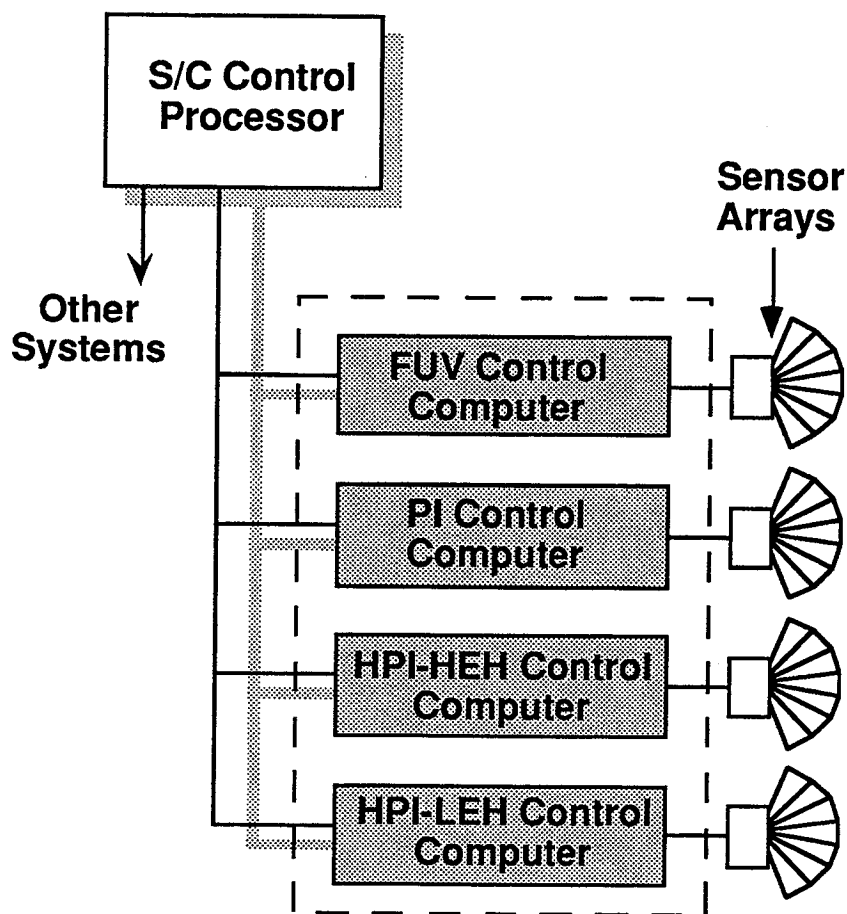 S/C Control
Processor
Sensor
Arrays
Other
Systems
FUV Control
Computer
PI Control
Computer
HPI-HEH Control
Computer
HPI-LEH Control
Computer